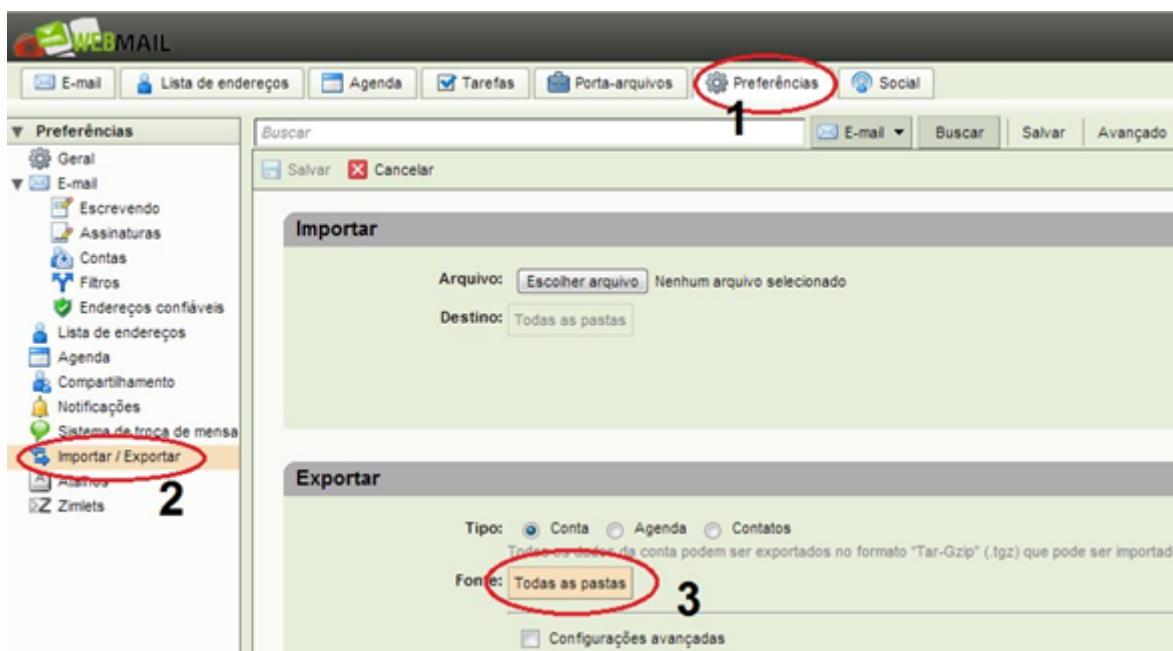 WEBMAIL
E-mail Lista de endereços Agenda Tarefas Porta-arquivos Preferências Social
1
Preferências
Buscar E-mail Buscar Salvar Avançado
Geral
Salvar Cancelar
E-mail
Escrevendo
Assinaturas
Contas
Filtros
Endereços confiáveis
Lista de endereços
Agenda
Compartilhamento
Notificações
Sistema de troca de mensa
Importar / Exportar
Atalhos
2
Zimlets
Importar
Arquivo: Escolher arquivo Nenhum arquivo selecionado
Destino: Todas as pastas
Exportar
Tipo: Conta Agenda Contatos
Todos os dados da conta podem ser exportados no formato "Tar-Gzip" (.tgz) que pode ser importad
Fonte: Todas as pastas
3
Configurações avançadas